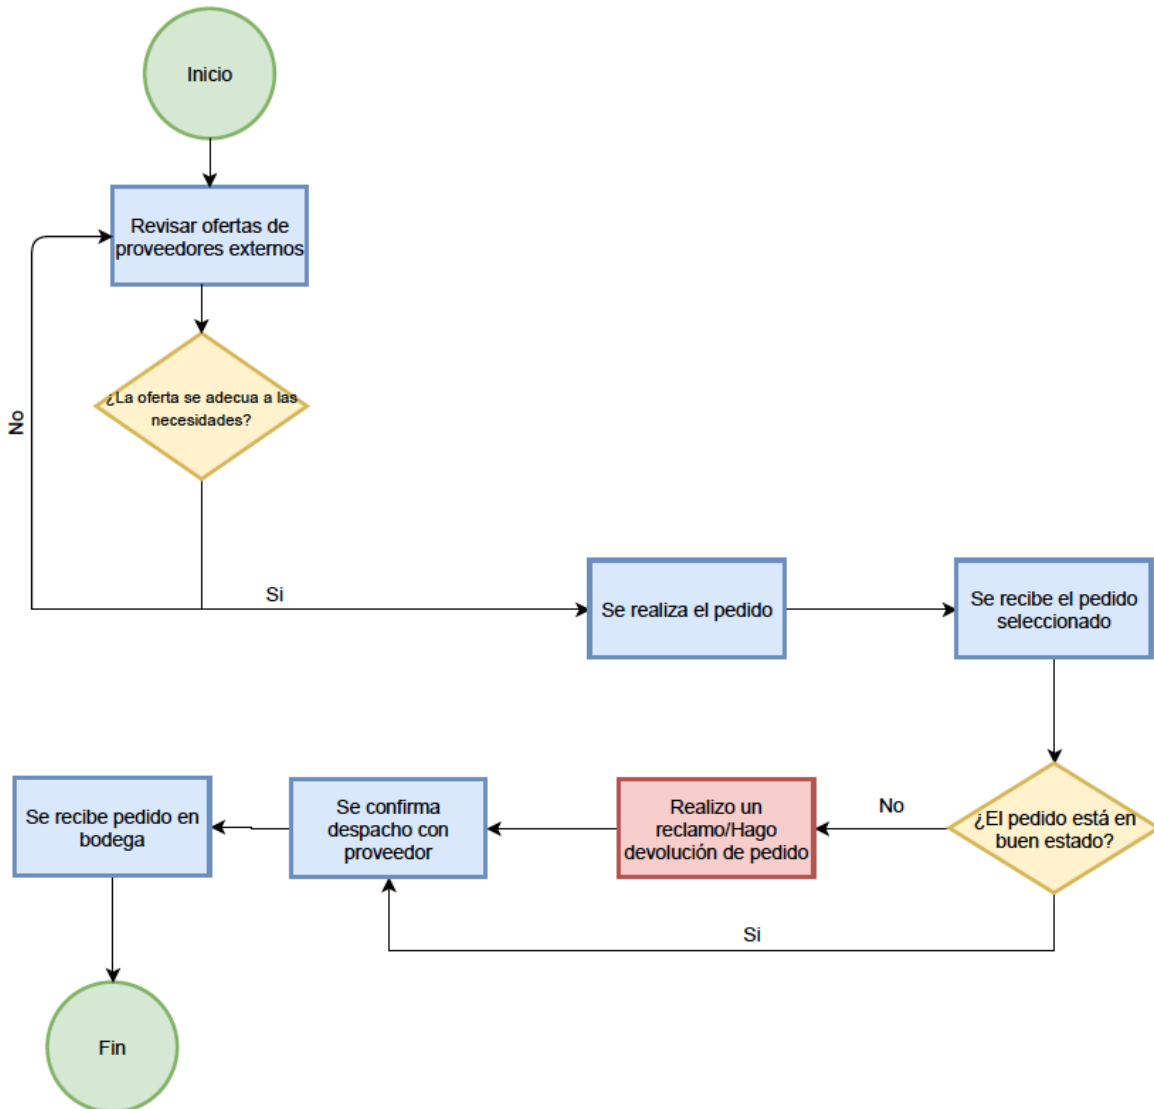 Inicio
Revisar ofertas de
proveedores externos
¿La oferta se adecua a las
necesidades?
No
Si
Se realiza el pedido
Se recibe el pedido
seleccionado
¿El pedido está en
buen estado?
No
Realizo un
reclamo/Hago
devolución de pedido
Si
Se confirma
despacho con
proveedor
Se recibe pedido en
bodega
Fin